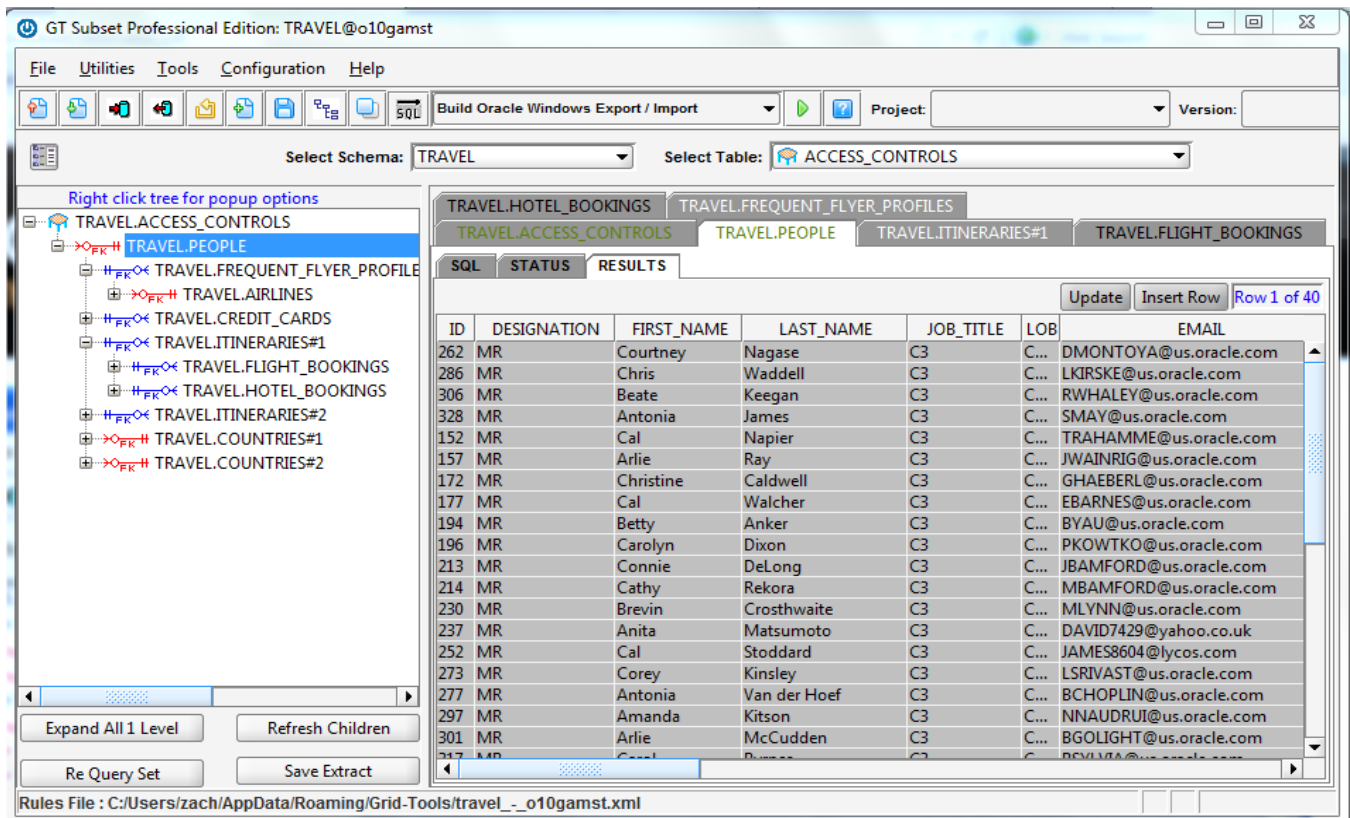 GT Subset Professional Edition: TRAVEL@o10gamst
File Utilities Tools Configuration Help
SQL Build Oracle Windows Export / Import Project: Version:
Select Schema: TRAVEL Select Table: ACCESS_CONTROLS
Right click tree for popup options
TRAVEL.ACCESS_CONTROLS
FK TRAVEL.PEOPLE
FK TRAVEL.FREQUENT_FLYER_PROFILE
FK TRAVEL.AIRLINES
FK TRAVEL.CREDIT_CARDS
FK TRAVEL.ITINERARIES#1
FK TRAVEL.FLIGHT_BOOKINGS
FK TRAVEL.HOTEL_BOOKINGS
FK TRAVEL.ITINERARIES#2
FK TRAVEL.COUNTRIES#1
FK TRAVEL.COUNTRIES#2
Expand All 1 Level Refresh Children
Re Query Set Save Extract
TRAVEL.HOTEL_BOOKINGS TRAVEL.FREQUENT_FLYER_PROFILES
TRAVEL.ACCESS_CONTROLS TRAVEL.PEOPLE TRAVEL.ITINERARIES#1 TRAVEL.FLIGHT_BOOKINGS
SQL STATUS RESULTS
Update Insert Row Row 1 of 40
ID DESIGNATION FIRST_NAME LAST_NAME JOB_TITLE LOB EMAIL
262 MR Courtney Nagase C3 C... DMONTOYA@us.oracle.com
286 MR Chris Waddell C3 C... LKIRSKE@us.oracle.com
306 MR Beate Keegan C3 C... RWHALEY@us.oracle.com
328 MR Antonia James C3 C... SMAY@us.oracle.com
152 MR Cal Napier C3 C... TRAHAMME@us.oracle.com
157 MR Arlie Ray C3 C... JWAINRIG@us.oracle.com
172 MR Christine Caldwell C3 C... GHAEBERL@us.oracle.com
177 MR Cal Walcher C3 C... EBARNES@us.oracle.com
194 MR Betty Anker C3 C... BYAU@us.oracle.com
196 MR Carolyn Dixon C3 C... PKOWTKO@us.oracle.com
213 MR Connie DeLong C3 C... JBAMFORD@us.oracle.com
214 MR Cathy Rekora C3 C... MBAMFORD@us.oracle.com
230 MR Brevin Crosthwaite C3 C... MLYNN@us.oracle.com
237 MR Anita Matsumoto C3 C... DAVID7429@yahoo.co.uk
252 MR Cal Stoddard C3 C... JAMES8604@lycos.com
273 MR Corey Kinsley C3 C... LSRIVAST@us.oracle.com
277 MR Antonia Van der Hoef C3 C... BCHOPLIN@us.oracle.com
297 MR Amanda Kitson C3 C... NNAUDRUI@us.oracle.com
301 MR Arlie McCudden C3 C... BGOLIGHT@us.oracle.com
Rules File : C:/Users/zach/AppData/Roaming/Grid-Tools/travel_-_o10gamst.xml